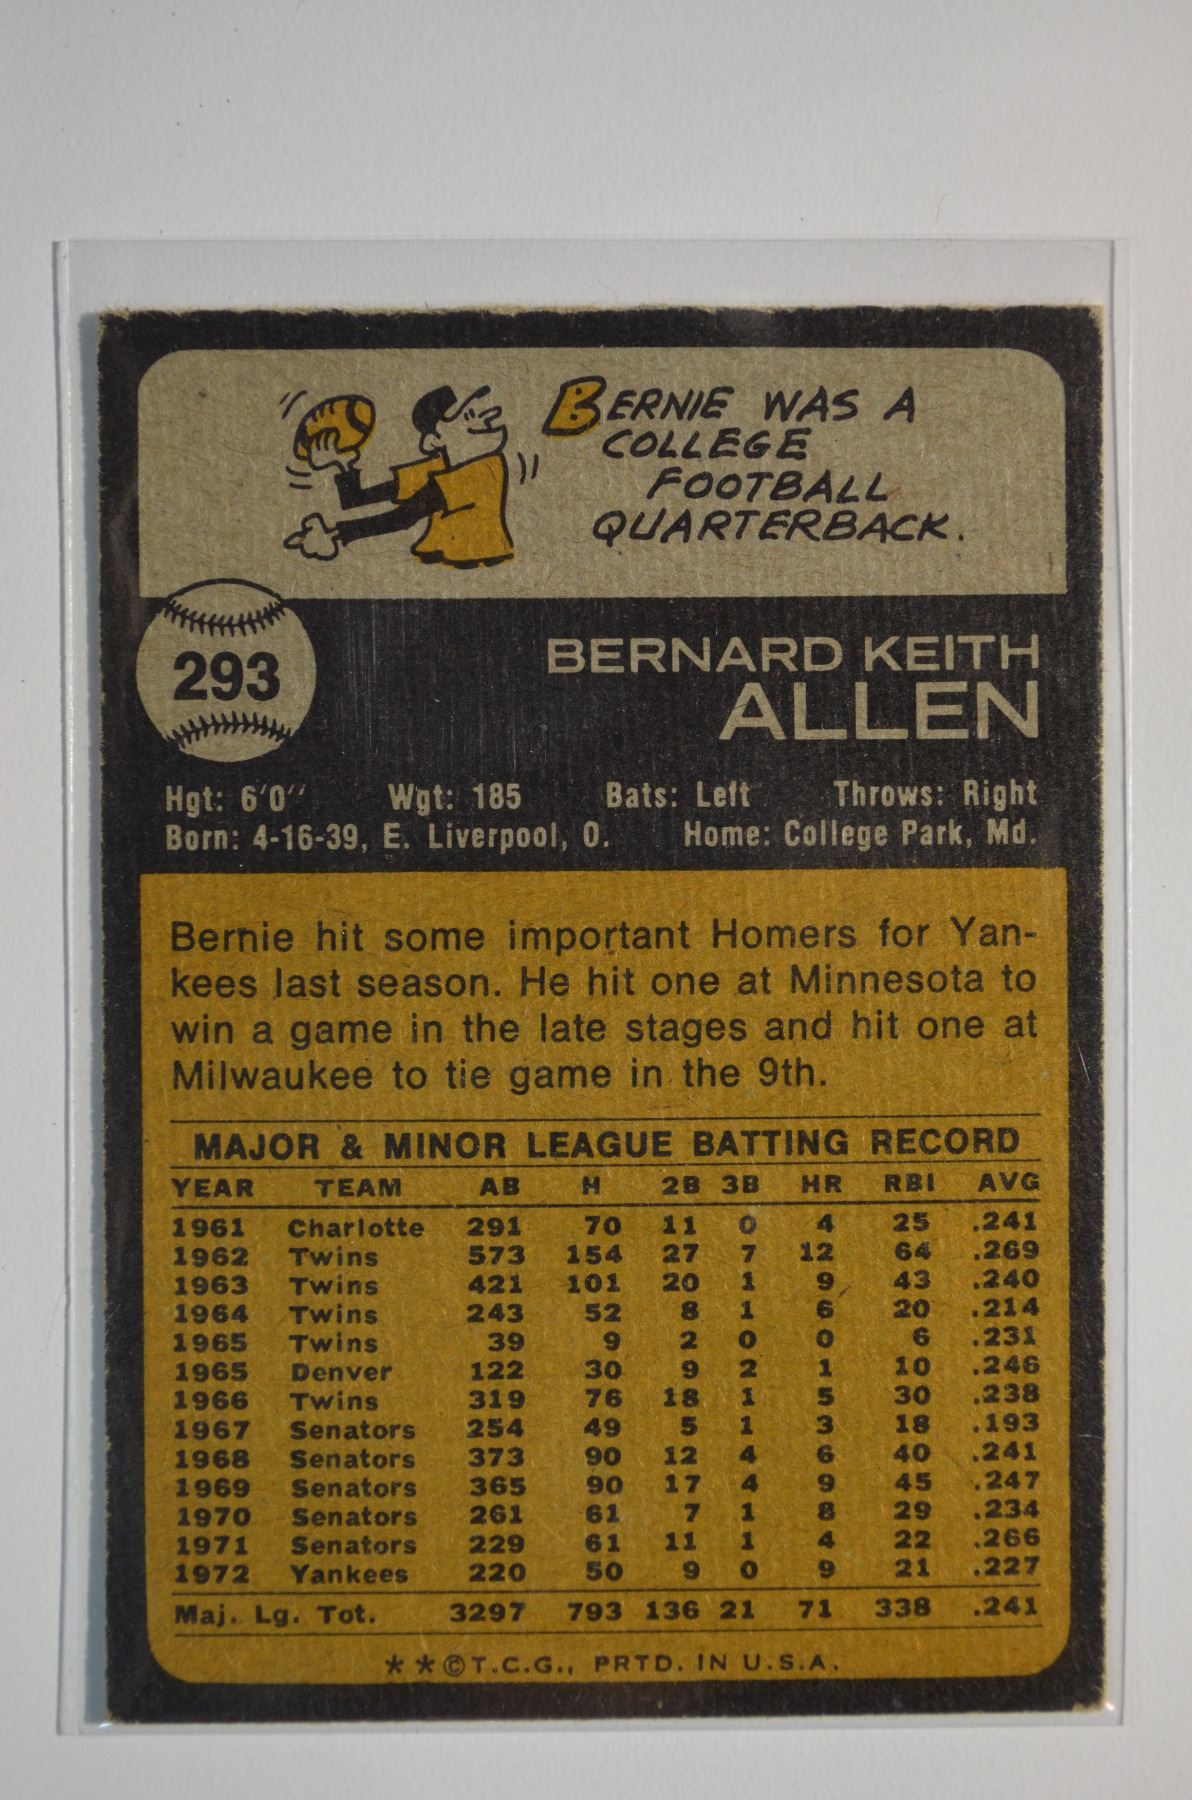 BERNIE WAS A
COLLEGE
FOOTBALL
QUARTERBACK.
293
BERNARD KEITH
ALLEN
Hgt: 6'0" Wgt: 185 Bats: Left Throws: Right
Born: 4-16-39, E. Liverpool, O. Home: College Park, Md.
Bernie hit some important Homers for Yan-
kees last season. He hit one at Minnesota to
win a game in the late stages and hit one at
Milwaukee to tie game in the 9th.
MAJOR & MINOR LEAGUE BATTING RECORD
YEAR TEAM AB H 2B 3B HR RBI AVG
1961 Charlotte 291 70 11 0 4 25 .241
1962 Twins 573 154 27 7 12 64 .269
1963 Twins 421 101 20 1 9 43 .240
1964 Twins 243 52 8 1 6 20 .214
1965 Twins 39 9 2 0 0 6 .231
1965 Denver 122 30 9 2 1 10 .246
1966 Twins 319 76 18 1 5 30 .238
1967 Senators 254 49 5 1 3 18 .193
1968 Senators 373 90 12 4 6 40 .241
1969 Senators 365 90 17 4 9 45 .247
1970 Senators 261 61 7 1 8 29 .234
1971 Senators 229 61 11 1 4 22 .266
1972 Yankees 220 50 9 0 9 21 .227
Maj. Lg. Tot. 3297 793 136 21 71 338 .241
**©T.C.G., PRTD. IN U.S.A.